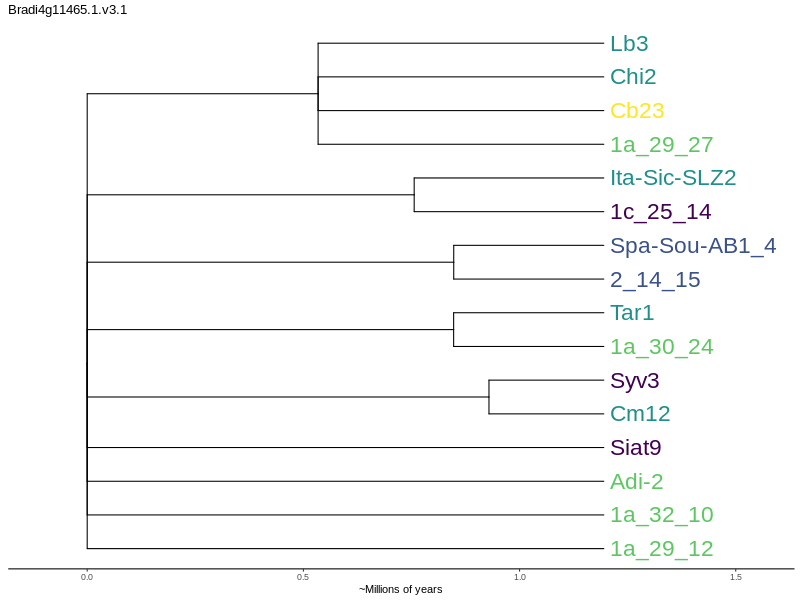 Bradi4g11465.1.v3.1
Lb3
Chi2
Cb23
1a_29_27
Ita-Sic-SLZ2
1c_25_14
Spa-Sou-AB1_4
2_14_15
Tar1
1a_30_24
Syv3
Cm12
Siat9
Adi-2
1a_32_10
1a_29_12
0.0 0.5 1.0 1.5
~Millions of years